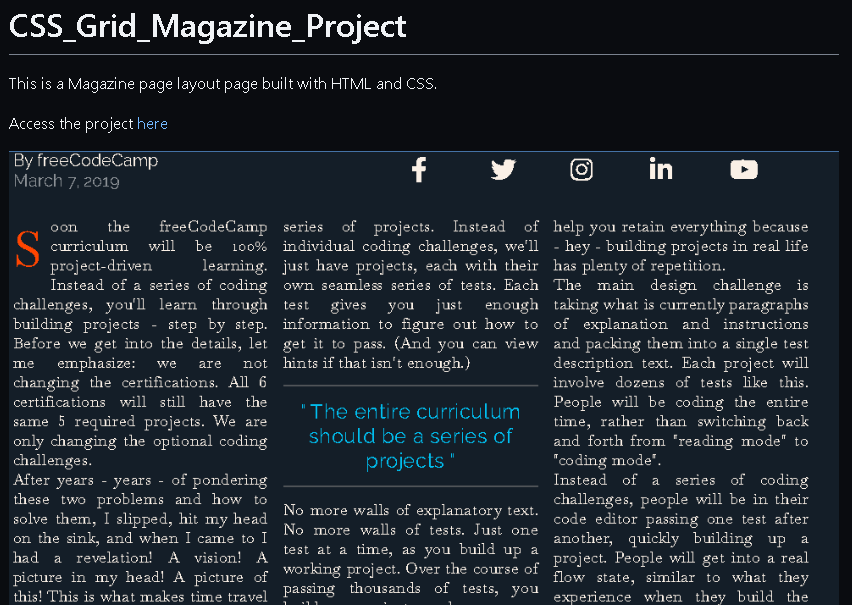 CSS_Grid_Magazine_Project
This is a Magazine page layout page built with HTML and CSS.
Access the project here
By freeCodeCamp
March 7, 2019
Soon the freeCodeCamp
curriculum will be 100%
project-driven learning.
Instead of a series of coding
challenges, you'll learn through
building projects - step by step.
Before we get into the details, let
me emphasize: we are not
changing the certifications. All 6
certifications will still have the
same 5 required projects. We are
only changing the optional coding
challenges.
After years - years - of pondering
these two problems and how to
solve them, I slipped, hit my head
on the sink, and when I came to I
had a revelation! A vision! A
picture in my head! A picture of
this! This is what makes time travel
series of projects. Instead of
individual coding challenges, we'll
just have projects, each with their
own seamless series of tests. Each
test gives you just enough
information to figure out how to
get it to pass. (And you can view
hints if that isn't enough.)
" The entire curriculum
should be a series of
projects "
No more walls of explanatory text.
No more walls of tests. Just one
test at a time, as you build up a
working project. Over the course of
passing thousands of tests, you
help you retain everything because
- hey - building projects in real life
has plenty of repetition.
The main design challenge is
taking what is currently paragraphs
of explanation and instructions
and packing them into a single test
description text. Each project will
involve dozens of tests like this.
People will be coding the entire
time, rather than switching back
and forth from "reading mode" to
"coding mode".
Instead of a series of coding
challenges, people will be in their
code editor passing one test after
another, quickly building up a
project. People will get into a real
flow state, similar to what they
experience when they build the